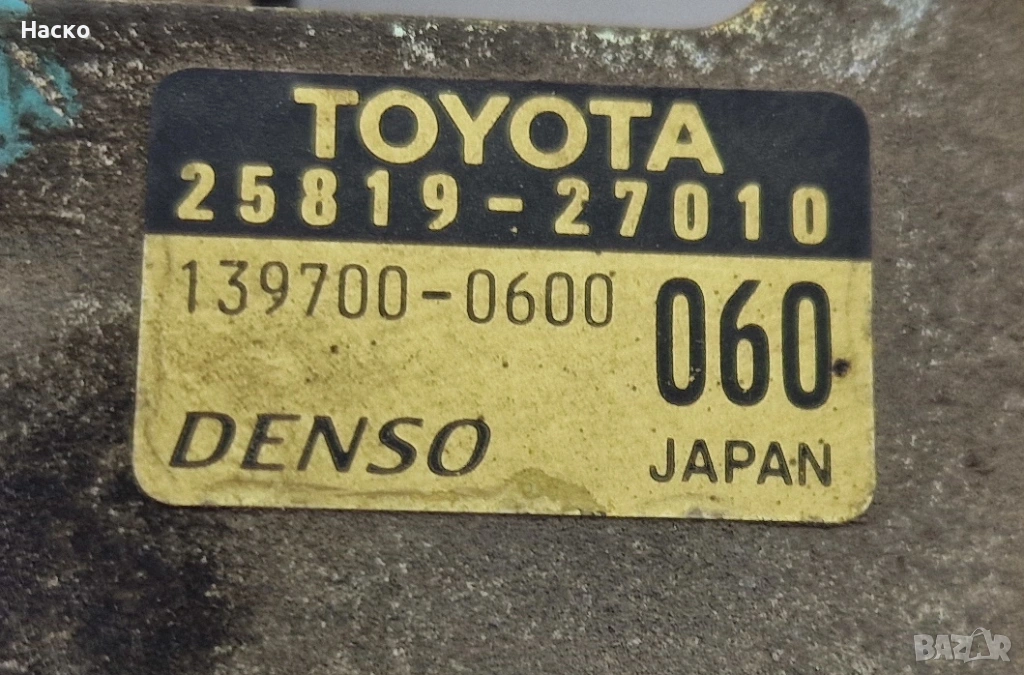 Наско
TOYOTA
25819-27010
139700-0600 060
DENSO JAPAN
BAZAR